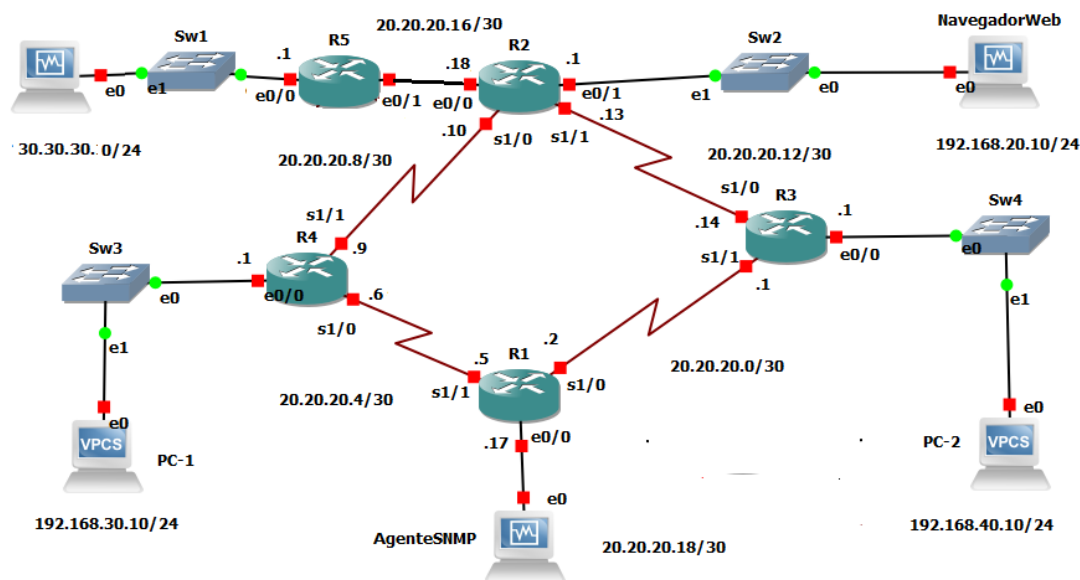 20.20.20.16/30
NavegadorWeb
Sw1
R5
R2
Sw2
.1
.18
.1
e0
e1
e0/0
e0/1
e0/0
e0/1
e1
e0
e0
.10
.13
s1/0
s1/1
30.30.30.0/24
20.20.20.8/30
20.20.20.12/30
192.168.20.10/24
s1/1
s1/0
R3
Sw4
R4
.14
.1
Sw3
.1
.9
s1/1
e0/0
e0
e0
e0/0
.6
.1
e1
s1/0
e1
.5
R1
.2
20.20.20.0/30
20.20.20.4/30
s1/1
s1/0
e0
e0
VPCS
PC-1
.17
e0/0
PC-2
VPCS
e0
192.168.30.10/24
AgenteSNMP
20.20.20.18/30
192.168.40.10/24